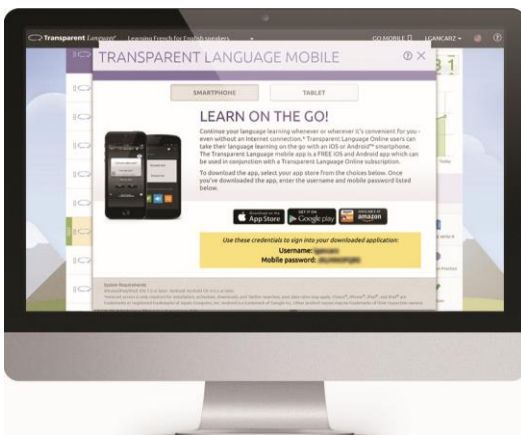 Transparent Language Learning French for English speakers GO MOBILE LGANCARZ
TRANSPARENT LANGUAGE MOBILE
SMARTPHONE TABLET
LEARN ON THE GO!
Continue your language learning whenever or wherever it's convenient for you -
even without an Internet connection.* Transparent Language Online users can
take their language learning on the go with an iOS or Android™ smartphone.
The Transparent Language mobile app is a FREE iOS and Android app which can
be used in conjunction with a Transparent Language Online subscription.
To download the app, select your app store from the choices below. Once
you've downloaded the app, enter the username and mobile password listed
below.
App Store Google play amazon
Use these credentials to sign into your downloaded application:
Username:
Mobile password:
System Requirements:
31
Today